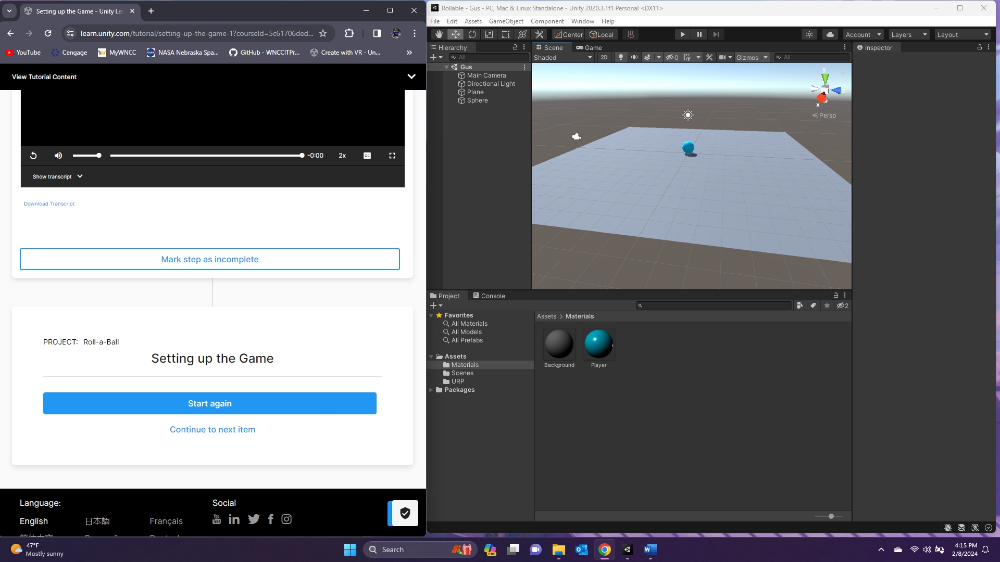 Setting up the Game - Unity Le
learn.unity.com/tutorial/setting-up-the-game-1?courseId=5c61706ded...
YouTube Cengage MyWNCC NASA Nebraska Spa... GitHub - WNCCITPr... Create with VR - Un...
View Tutorial Content
-0:00 2x CC
Show transcript
Download Transcript
Mark step as incomplete
PROJECT: Roll-a-Ball
Setting up the Game
Start again
Continue to next item
Language:
English 日本語 Français
Social
You Tube
Rollable - Gus - PC, Mac & Linux Standalone - Unity 2020.3.1f1 Personal <DX11>
File Edit Assets GameObject Component Window Help
Center Local Account Layers Layout
Hierarchy
All
Gus
Main Camera
Directional Light
Plane
Sphere
Scene Game
Shaded 2D 0 Gizmos All
y
z
x
Persp
Inspector
Project Console
2
Favorites
All Materials
All Models
All Prefabs
Assets
Materials
Scenes
URP
Packages
Assets > Materials
Background Player
47°F
Mostly sunny
Search
PRE
4:15 PM
2/8/2024